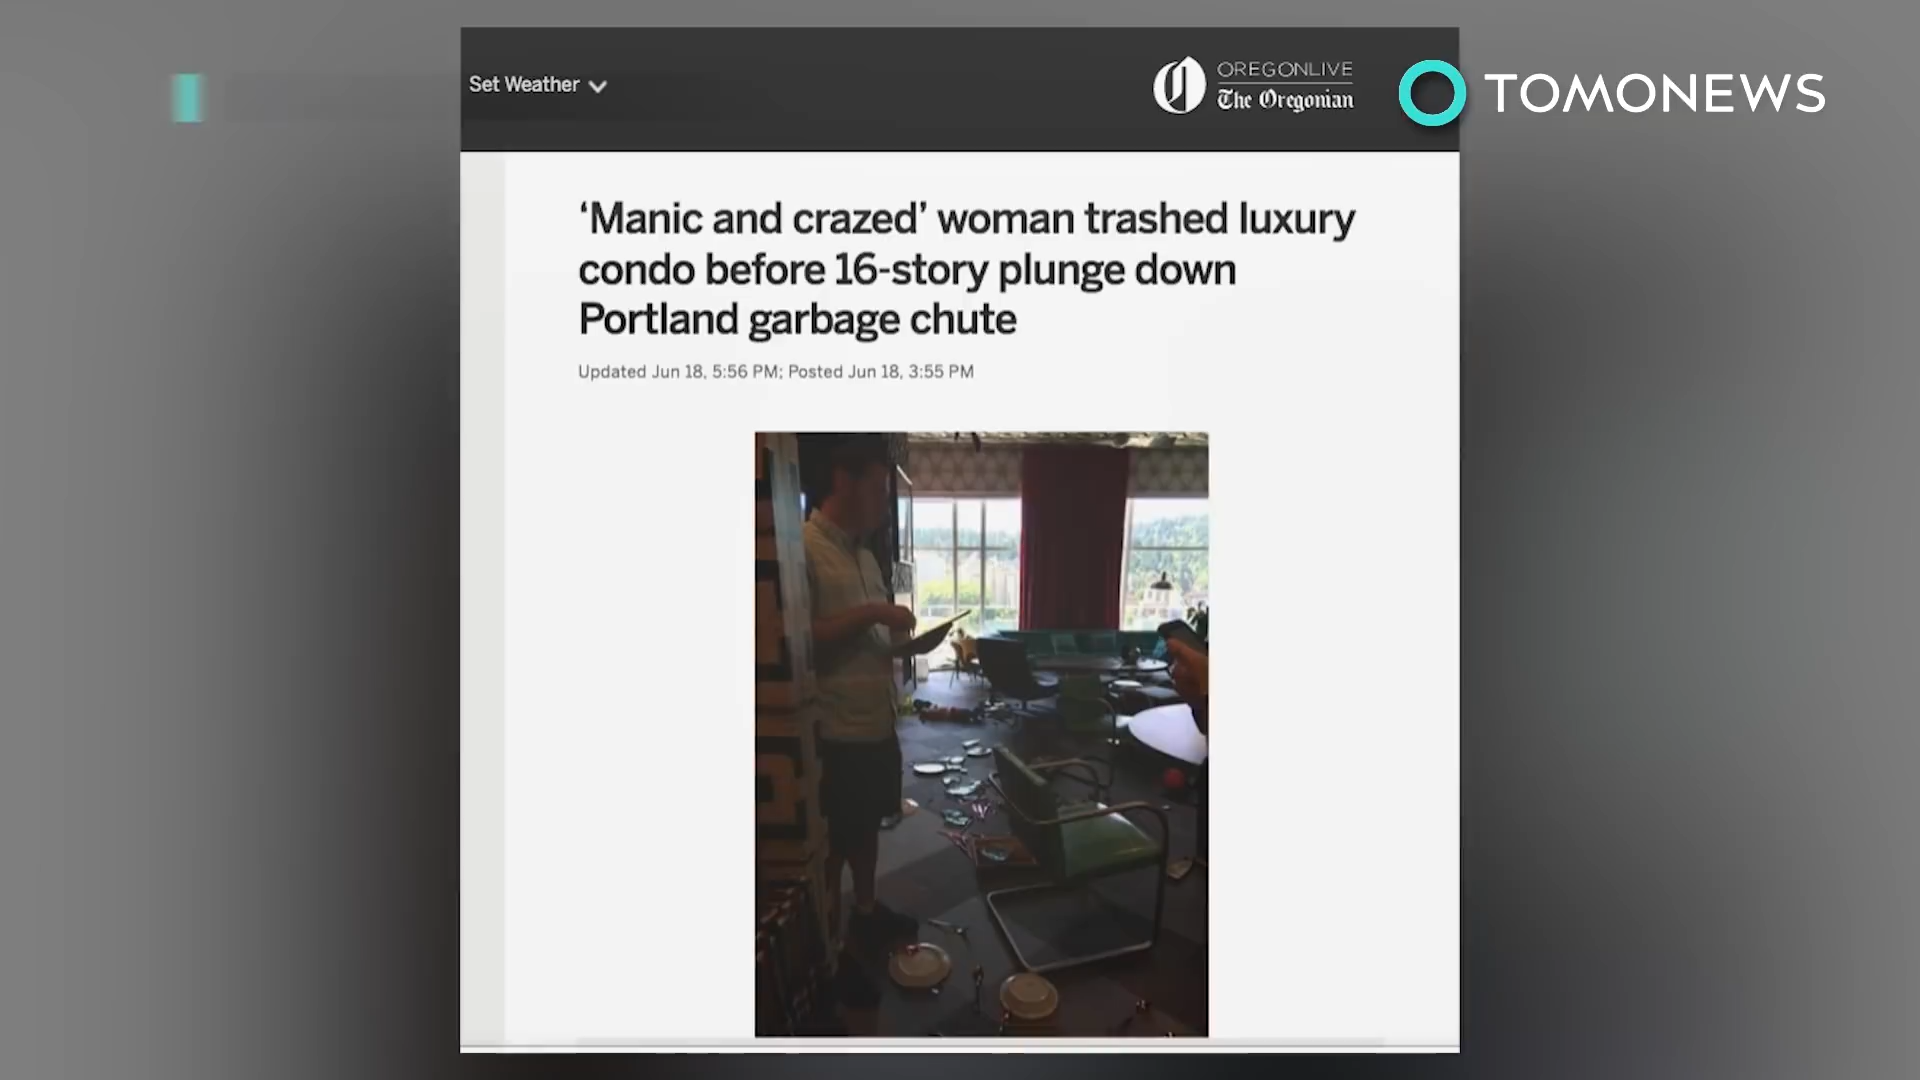 Set Weather
OREGONLIVE
The Oregonian
TOMONEWS
‘Manic and crazed’ woman trashed luxury
condo before 16-story plunge down
Portland garbage chute
Updated Jun 18, 5:56 PM; Posted Jun 18, 3:55 PM